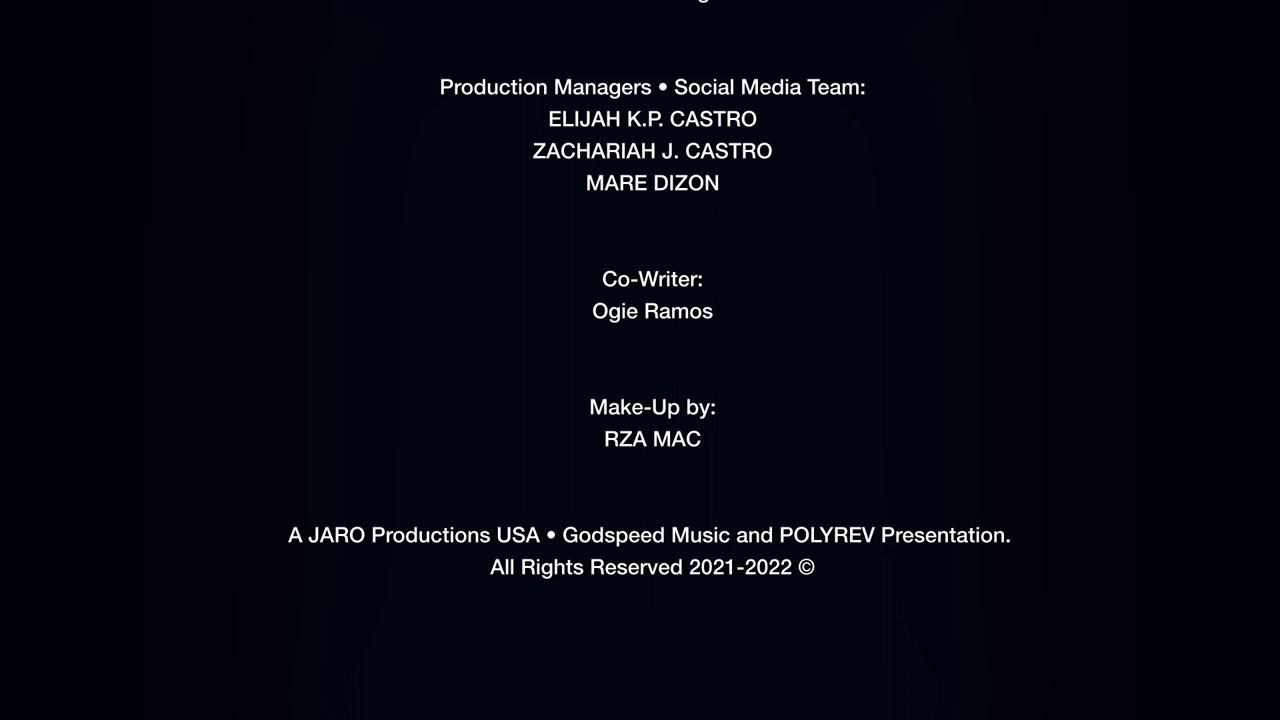 Production Managers • Social Media Team:
ELIJAH K.P. CASTRO
ZACHARIAH J. CASTRO
MARE DIZON
Co-Writer:
Ogie Ramos
Make-Up by:
RZA MAC
A JARO Productions USA • Godspeed Music and POLYREV Presentation.
All Rights Reserved 2021-2022 ©